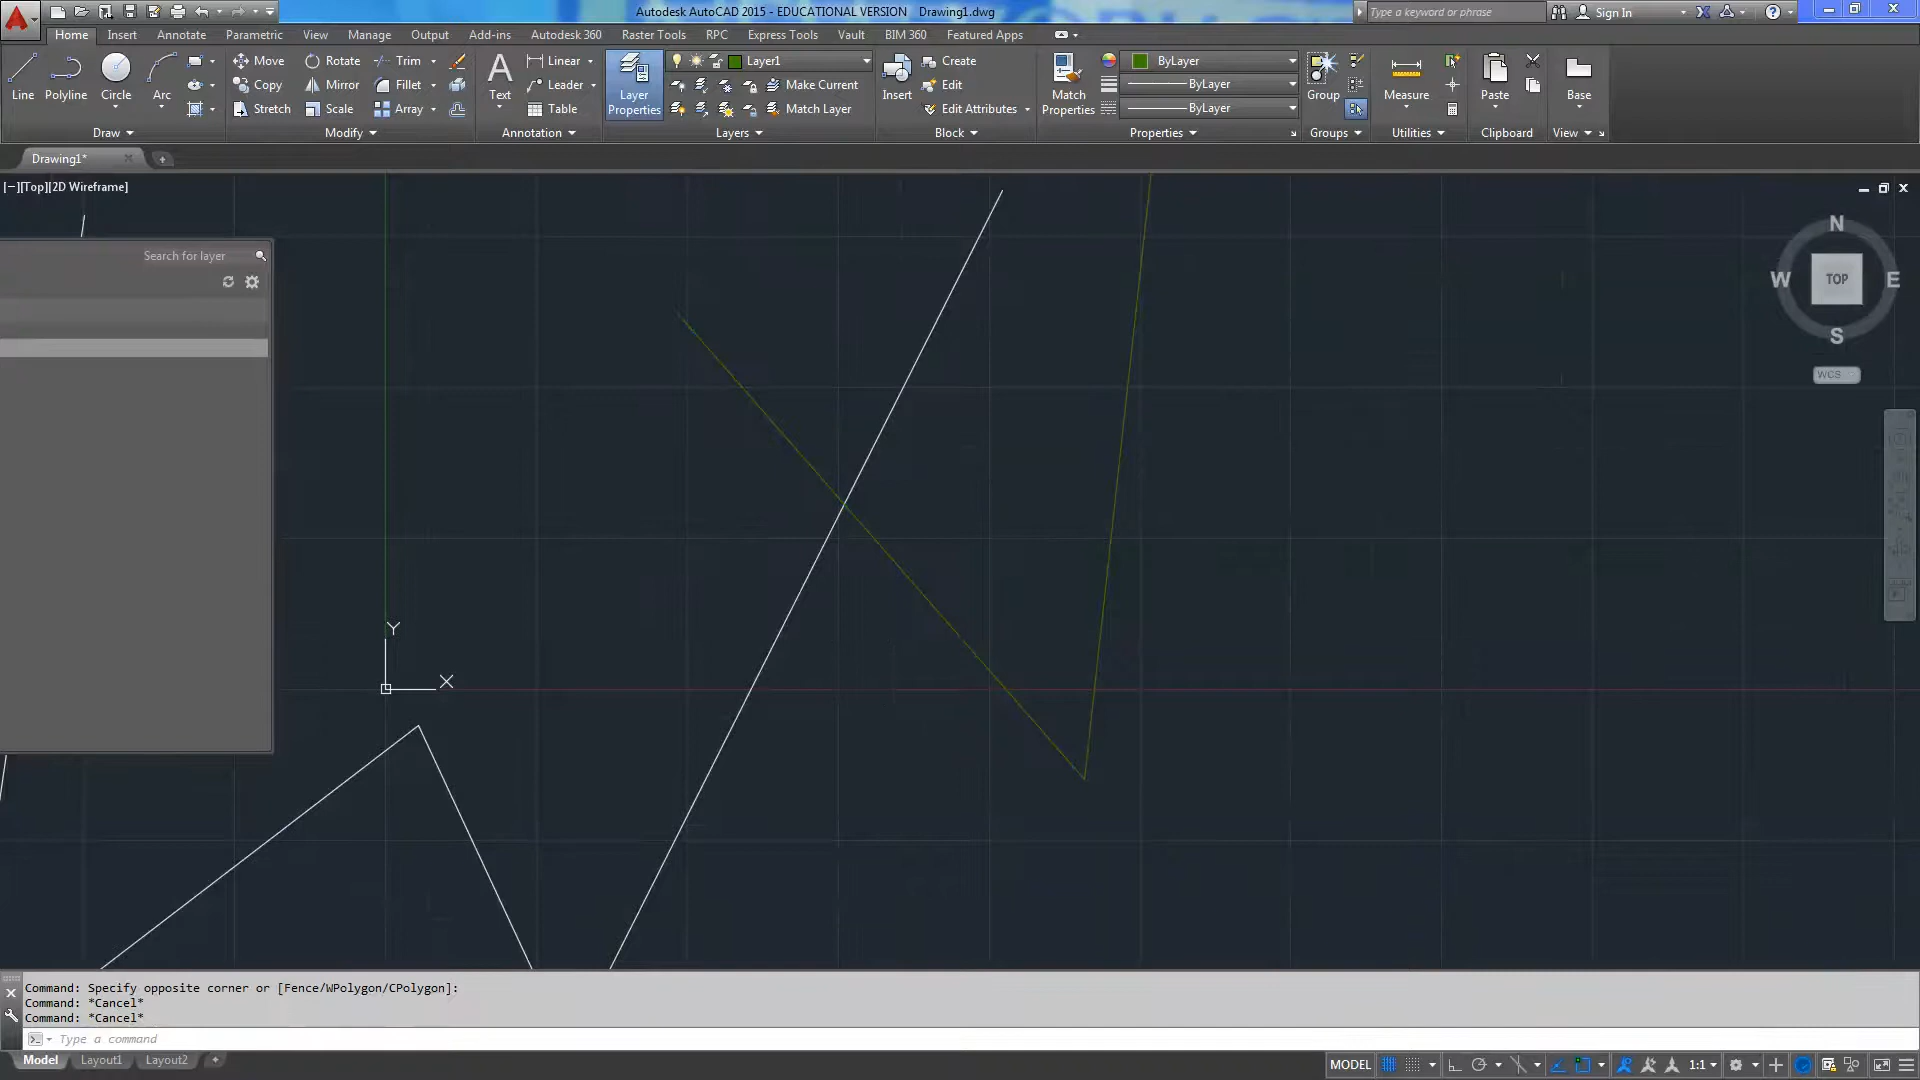 Autodesk AutoCAD 2015 - EDUCATIONAL VERSION Drawing1.dwg
Type a keyword or phrase
Sign In
Home Insert Annotate Parametric View Manage Output Add-ins Autodesk 360 Raster Tools RPC Express Tools Vault BIM 360 Featured Apps
Line Polyline Circle Arc
Move Rotate Trim
Copy Mirror Fillet
Stretch Scale Array
Text
Linear
Leader
Table
Layer Properties
Layer1
Make Current
Match Layer
Insert
Create
Edit
Edit Attributes
Match Properties
ByLayer
ByLayer
ByLayer
Group
Measure
Paste
Base
Draw Modify Annotation Layers Block Properties Groups Utilities Clipboard View
Drawing1*
[−][Top][2D Wireframe]
Search for layer
N
W TOP E
S
WCS
Y
X
Command: Specify opposite corner or [Fence/WPolygon/CPolygon]:
Command: *Cancel*
Command: *Cancel*
Type a command
Model Layout1 Layout2 +
MODEL 1:1